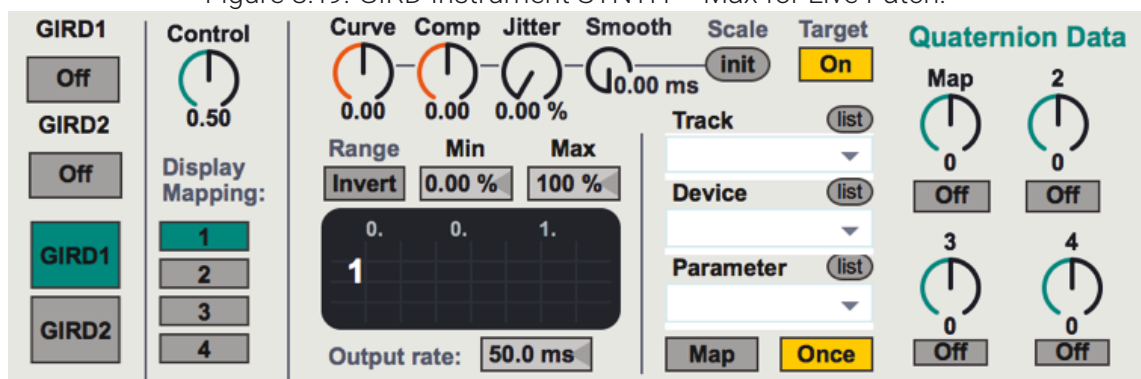 GIRD1
Off
GIRD2
Off
GIRD1
GIRD2
Control
0.50
Display
Mapping:
1
2
3
4
Curve Comp Jitter Smooth Scale Target
init On
0.00 ms
0.00 0.00 0.00 %
Range Min Max
Invert 0.00 % 100 %
0. 0. 1.
1
Output rate: 50.0 ms
Track list
Device list
Parameter list
Map Once
Quaternion Data
Map 2
0 0
Off Off
3 4
0 0
Off Off